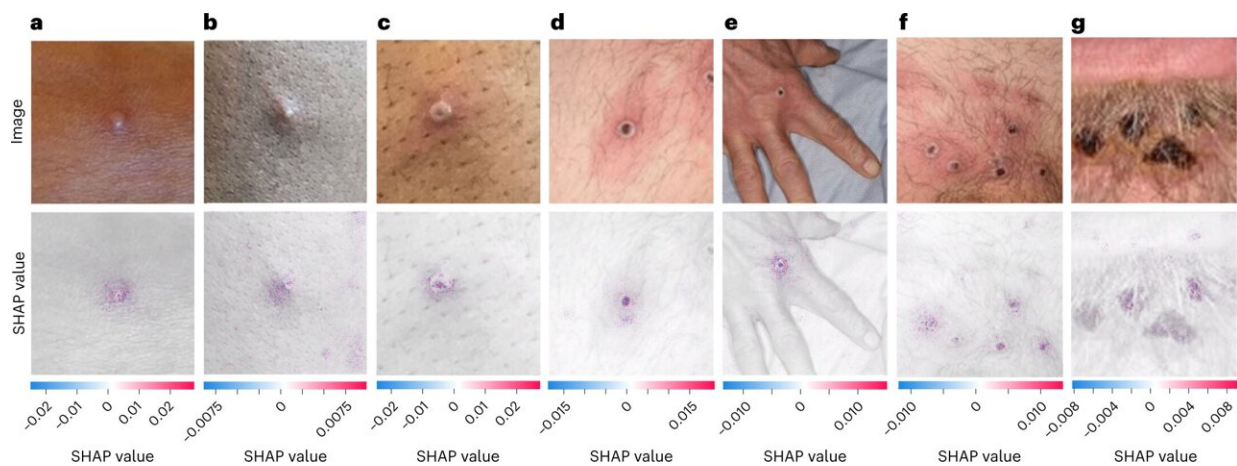 a b c d e f g
Image
SHAP value
−0.02 −0.01 0 0.01 0.02 −0.0075 0 0.0075 −0.02 −0.01 0 0.01 0.02 −0.015 0 0.015 −0.010 0 0.010 −0.010 0 0.010 −0.008 −0.004 0 0.004 0.008
SHAP value SHAP value SHAP value SHAP value SHAP value SHAP value SHAP value